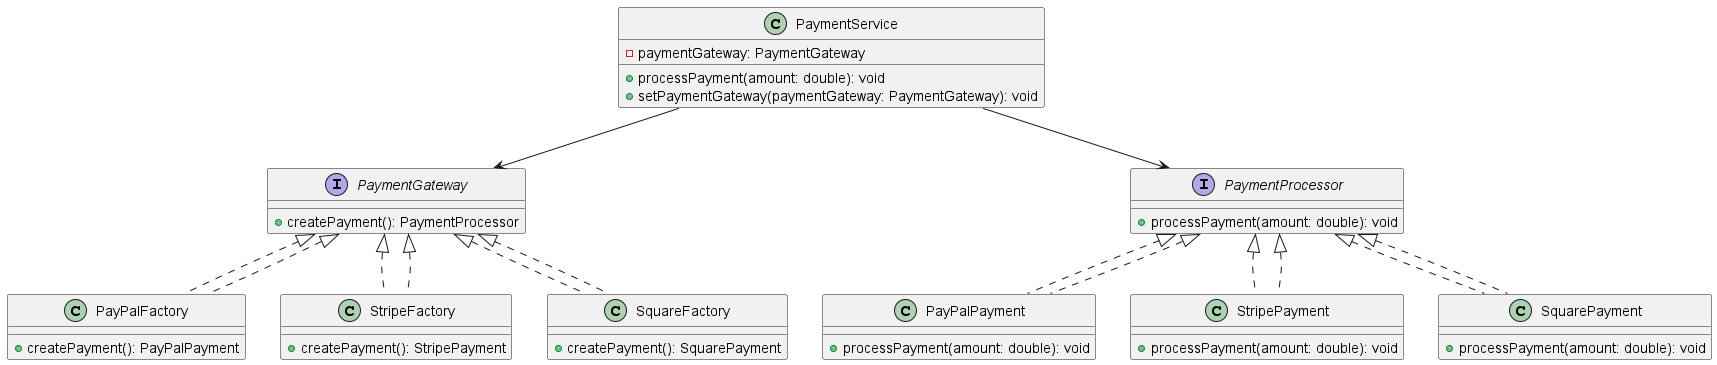 C PaymentService
paymentGateway: PaymentGateway
processPayment(amount: double): void
setPaymentGateway(paymentGateway: PaymentGateway): void
I PaymentGateway
createPayment(): PaymentProcessor
I PaymentProcessor
processPayment(amount: double): void
C PayPalFactory
createPayment(): PayPalPayment
C StripeFactory
createPayment(): StripePayment
C SquareFactory
createPayment(): SquarePayment
C PayPalPayment
processPayment(amount: double): void
C StripePayment
processPayment(amount: double): void
C SquarePayment
processPayment(amount: double): void